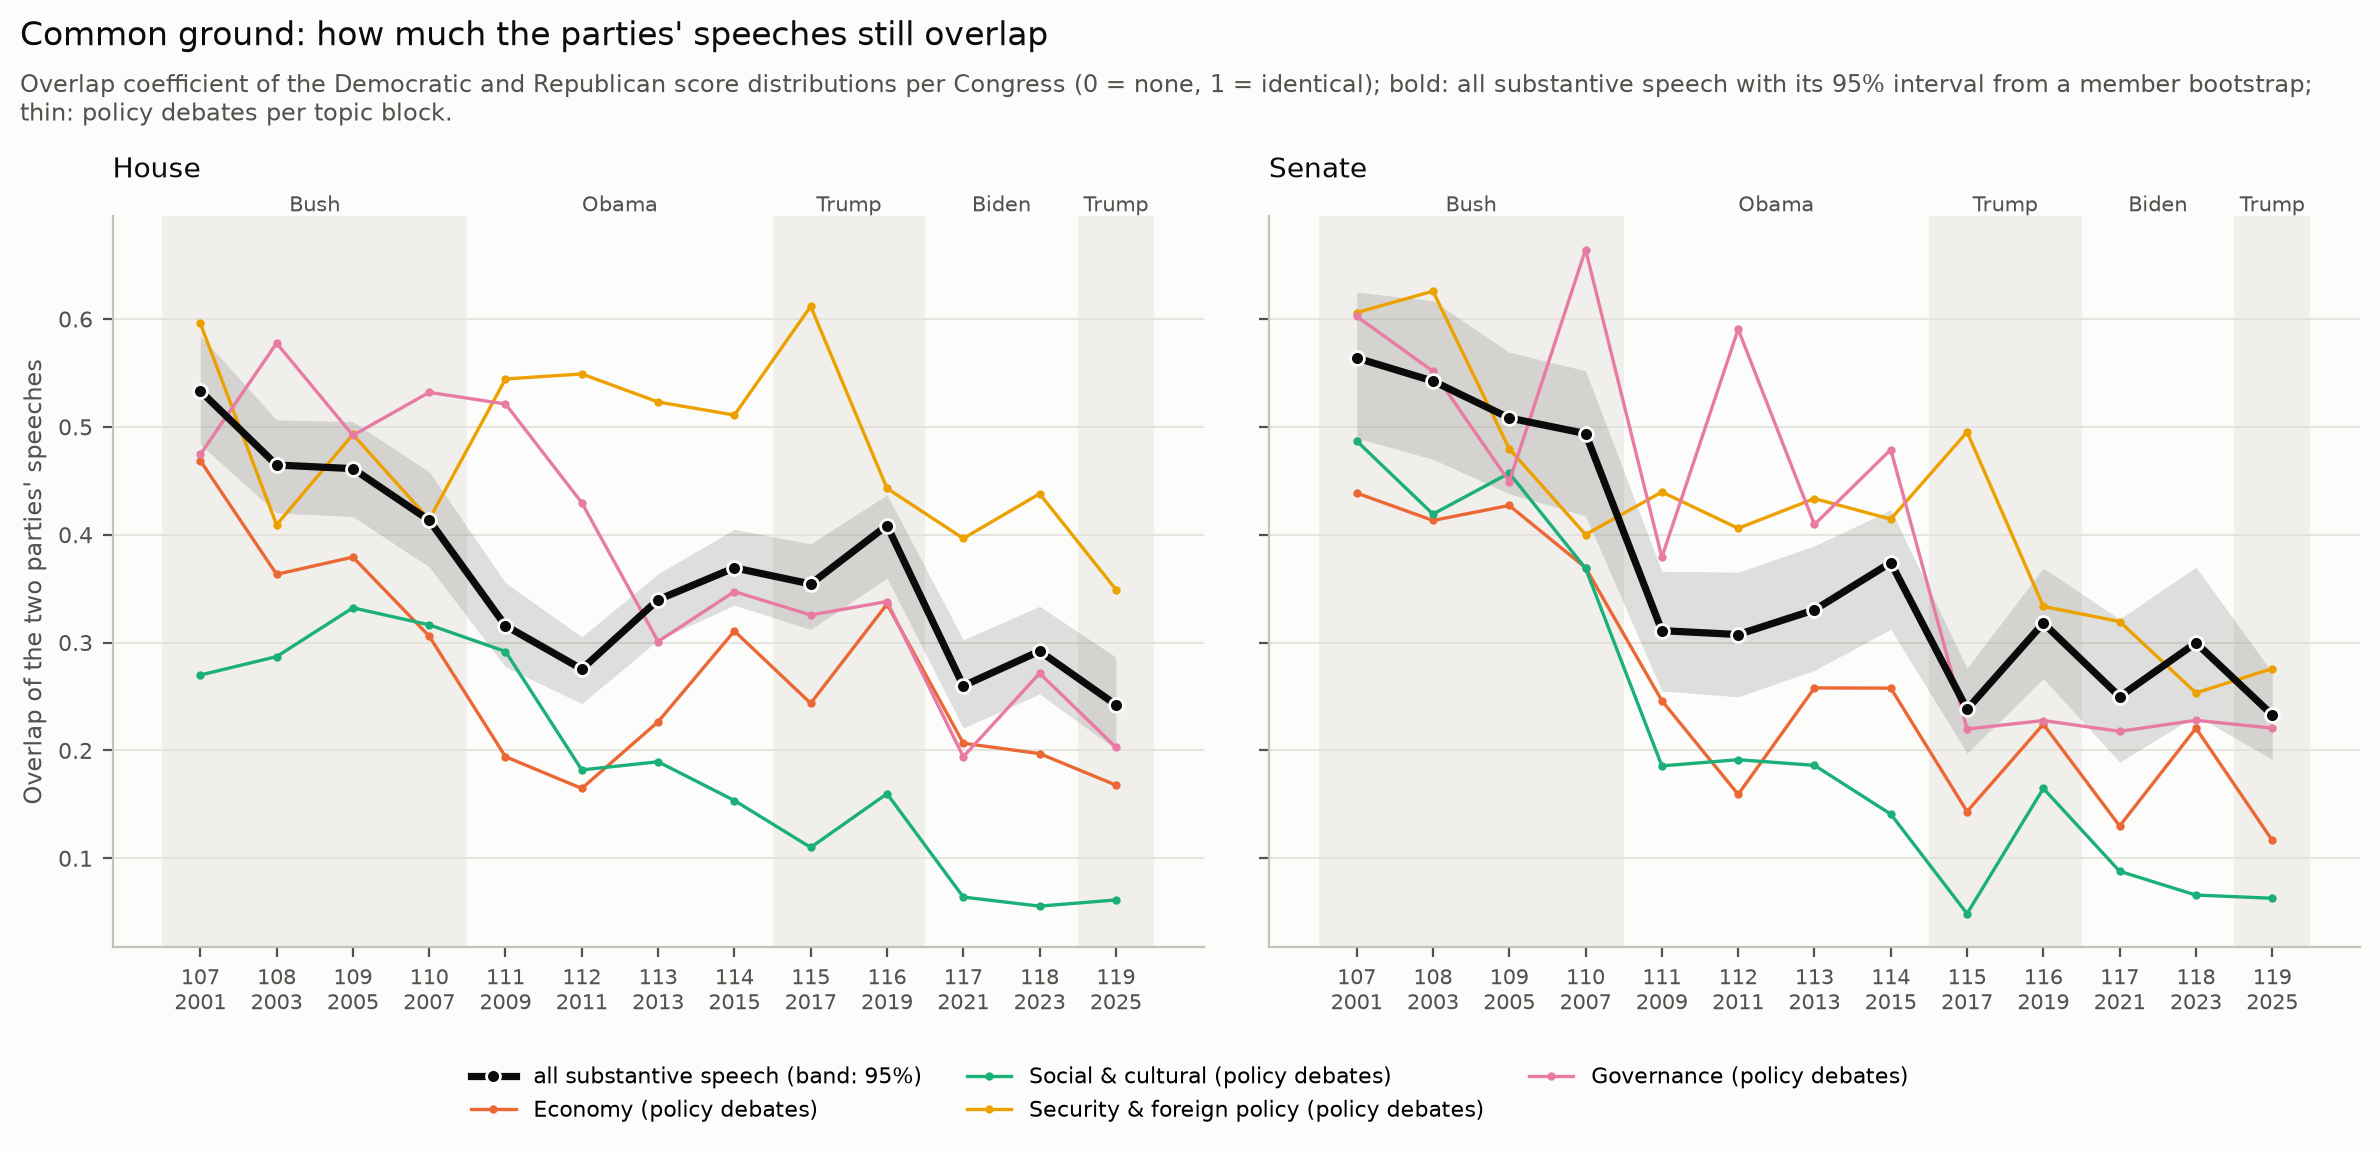 Common ground: how much the parties' speeches still overlap
Overlap coefficient of the Democratic and Republican score distributions per Congress (0 = none, 1 = identical); bold: all substantive speech with its 95% interval from a member bootstrap;
thin: policy debates per topic block.
House
Bush Obama Trump Biden Trump
Overlap of the two parties' speeches
0.6
0.5
0.4
0.3
0.2
0.1
107 108 109 110 111 112 113 114 115 116 117 118 119
2001 2003 2005 2007 2009 2011 2013 2015 2017 2019 2021 2023 2025
Senate
Bush Obama Trump Biden Trump
107 108 109 110 111 112 113 114 115 116 117 118 119
2001 2003 2005 2007 2009 2011 2013 2015 2017 2019 2021 2023 2025
all substantive speech (band: 95%)
Economy (policy debates)
Social & cultural (policy debates)
Security & foreign policy (policy debates)
Governance (policy debates)